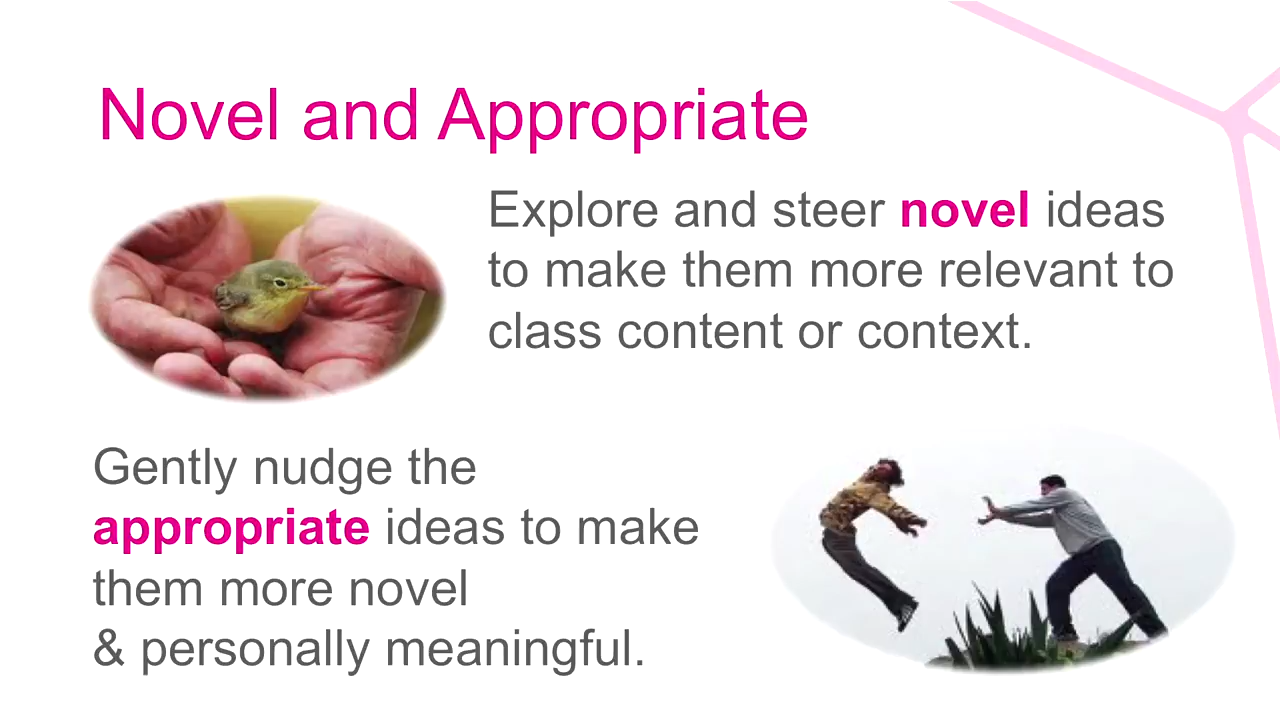 Novel and Appropriate
Explore and steer novel ideas
to make them more relevant to
class content or context.
Gently nudge the
appropriate ideas to make
them more novel
& personally meaningful.